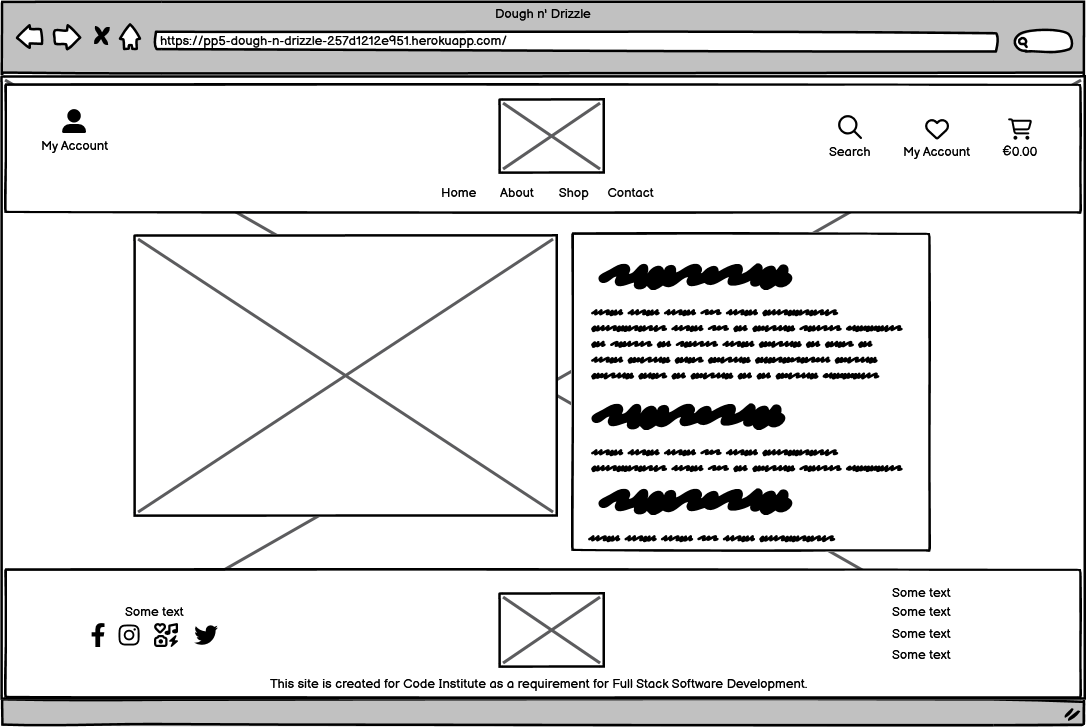 Dough n' Drizzle
https://pp5-dough-n-drizzle-257d1212e951.herokuapp.com/
My Account
Search
My Account
€0.00
Home About Shop Contact
Some text
Some text
Some text
Some text
Some text
This site is created for Code Institute as a requirement for Full Stack Software Development.